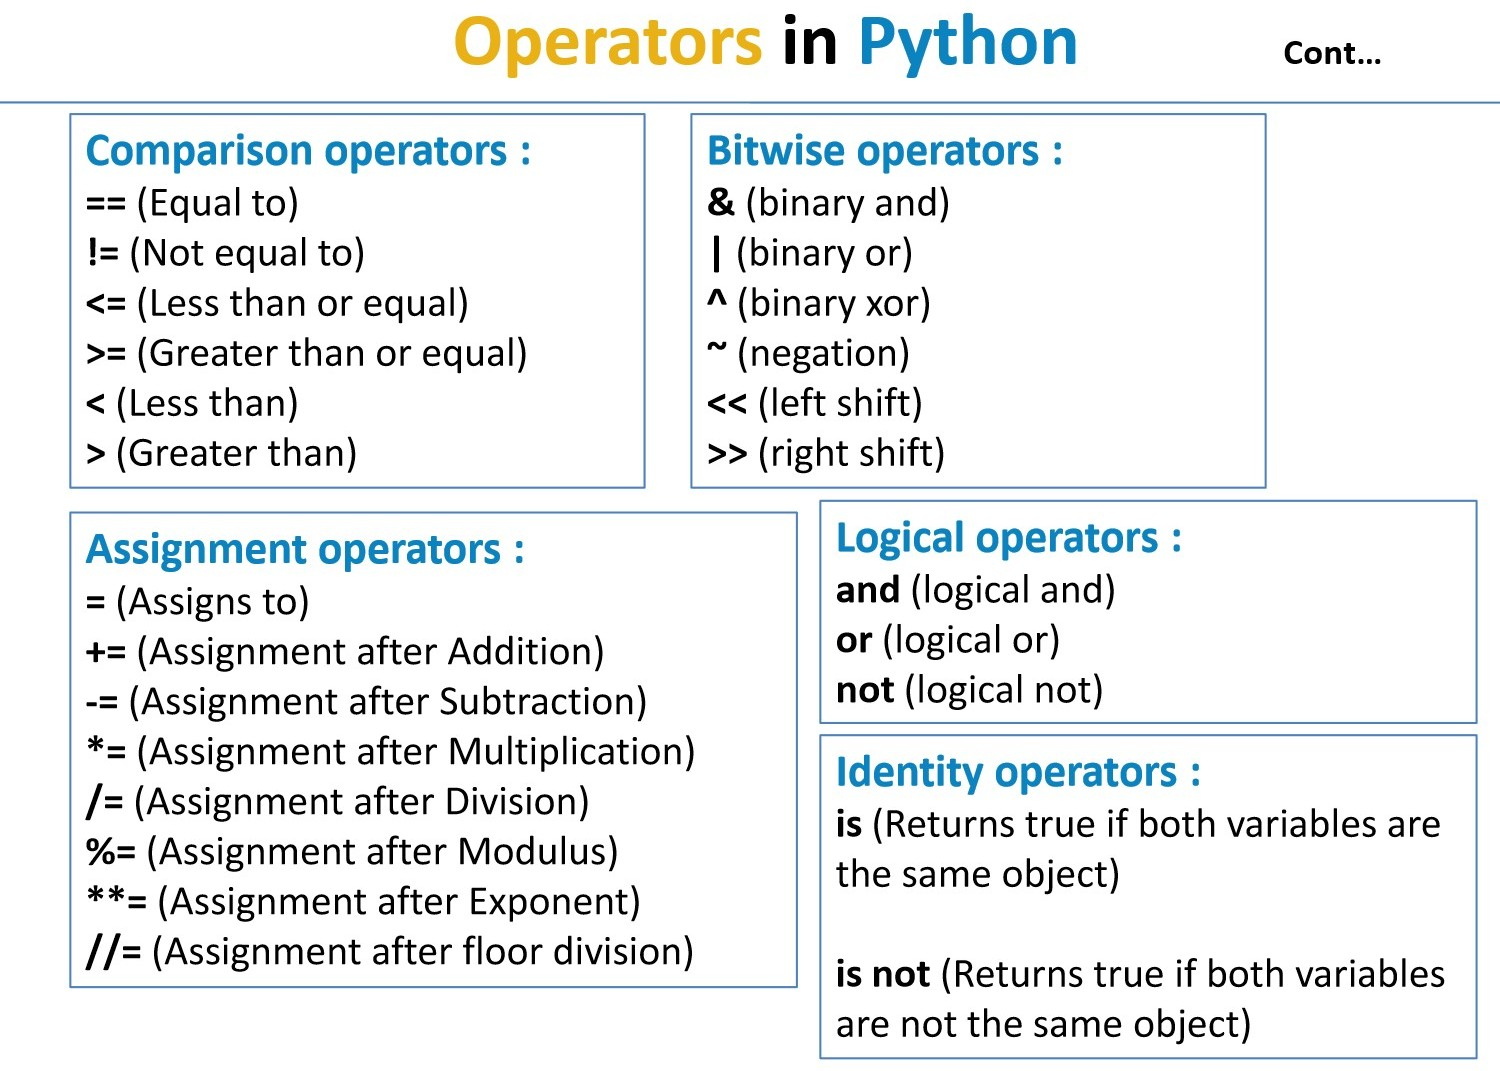 Operators in Python
Cont...
Comparison operators :
== (Equal to)
!= (Not equal to)
<= (Less than or equal)
>= (Greater than or equal)
< (Less than)
> (Greater than)
Bitwise operators :
& (binary and)
| (binary or)
^ (binary xor)
~ (negation)
<< (left shift)
>> (right shift)
Assignment operators :
= (Assigns to)
+= (Assignment after Addition)
-= (Assignment after Subtraction)
*= (Assignment after Multiplication)
/= (Assignment after Division)
%= (Assignment after Modulus)
**= (Assignment after Exponent)
//= (Assignment after floor division)
Logical operators :
and (logical and)
or (logical or)
not (logical not)
Identity operators :
is (Returns true if both variables are
the same object)
is not (Returns true if both variables
are not the same object)